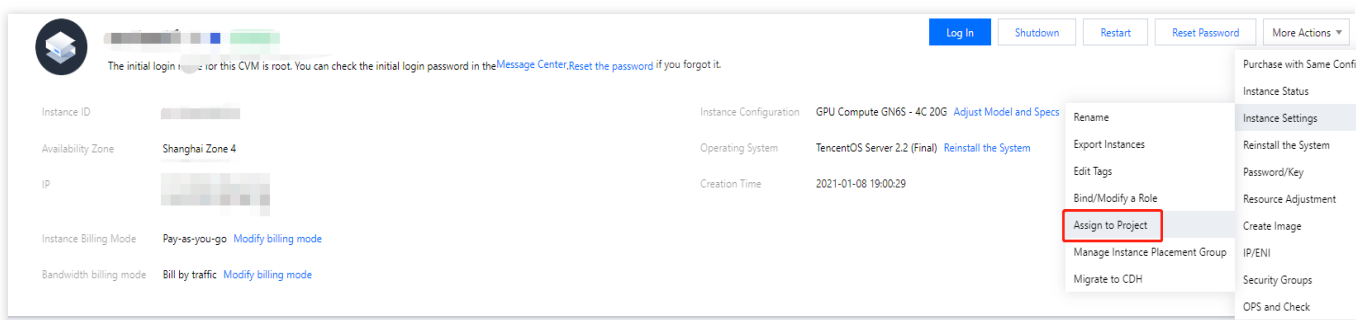 Log In Shutdown Restart Reset Password More Actions
The initial login for this CVM is root. You can check the initial login password in the Message Center,Reset the password if you forgot it.
Purchase with Same Confi
Instance Status
Instance ID
Instance Configuration GPU Compute GN6S - 4C 20G Adjust Model and Specs
Rename
Instance Settings
Availability Zone Shanghai Zone 4
Operating System TencentOS Server 2.2 (Final) Reinstall the System
Export Instances
Reinstall the System
Edit Tags
Password/Key
IP
Creation Time 2021-01-08 19:00:29
Bind/Modify a Role
Resource Adjustment
Assign to Project
Create Image
Instance Billing Mode Pay-as-you-go Modify billing mode
Manage Instance Placement Group
IP/ENI
Bandwidth billing mode Bill by traffic Modify billing mode
Migrate to CDH
Security Groups
OPS and Check